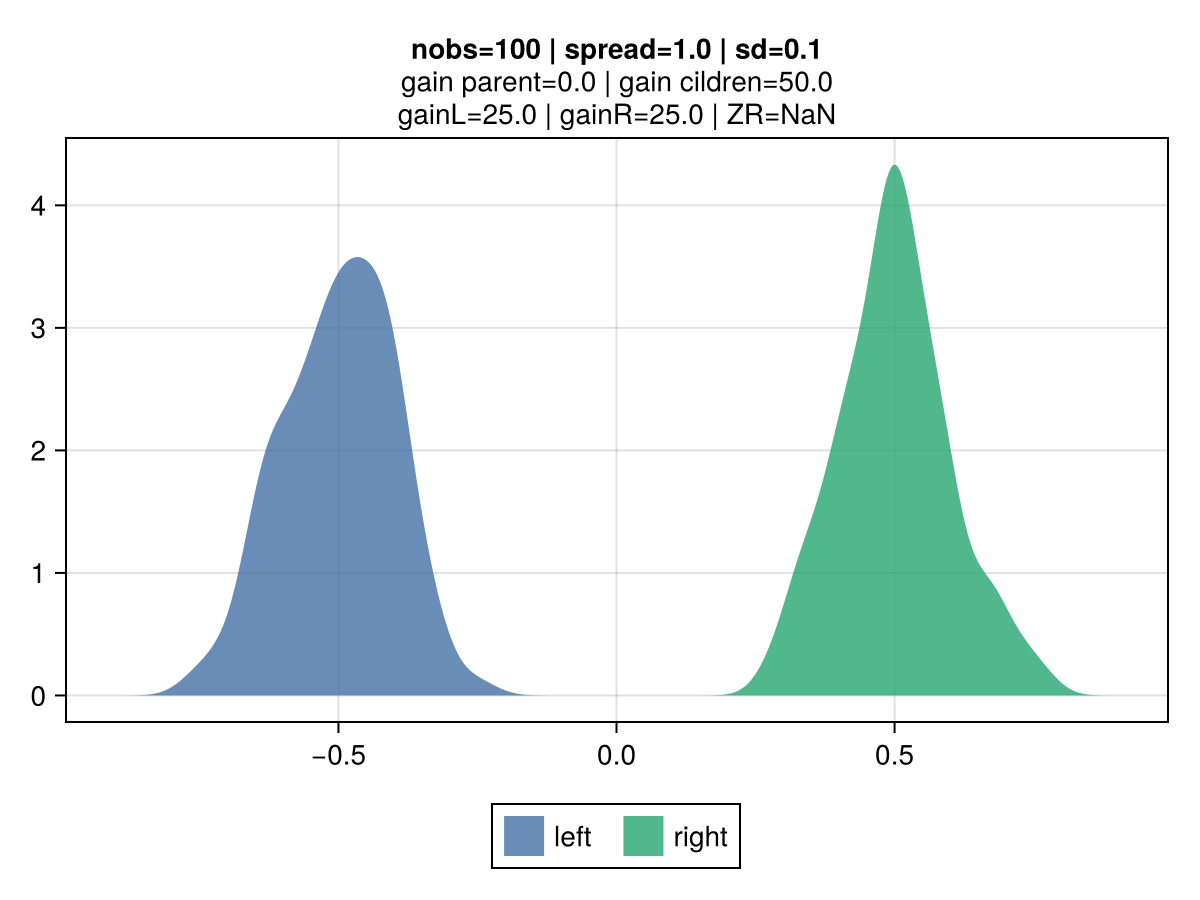 nobs=100 | spread=1.0 | sd=0.1
gain parent=0.0 | gain cildren=50.0
gainL=25.0 | gainR=25.0 | ZR=NaN
4
3
2
1
0
−0.5
0.0
0.5
left
right